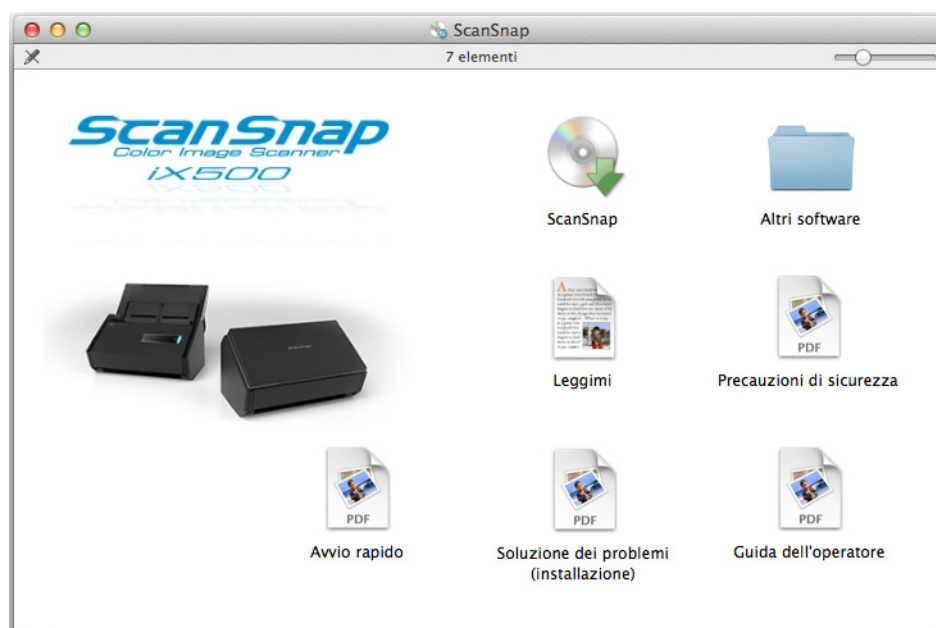 ScanSnap
7 elementi
ScanSnap
Color Image Scanner
iX500
ScanSnap
Altri software
Leggimi
PDF
Precauzioni di sicurezza
PDF
Avvio rapido
PDF
Soluzione dei problemi
(installazione)
PDF
Guida dell'operatore